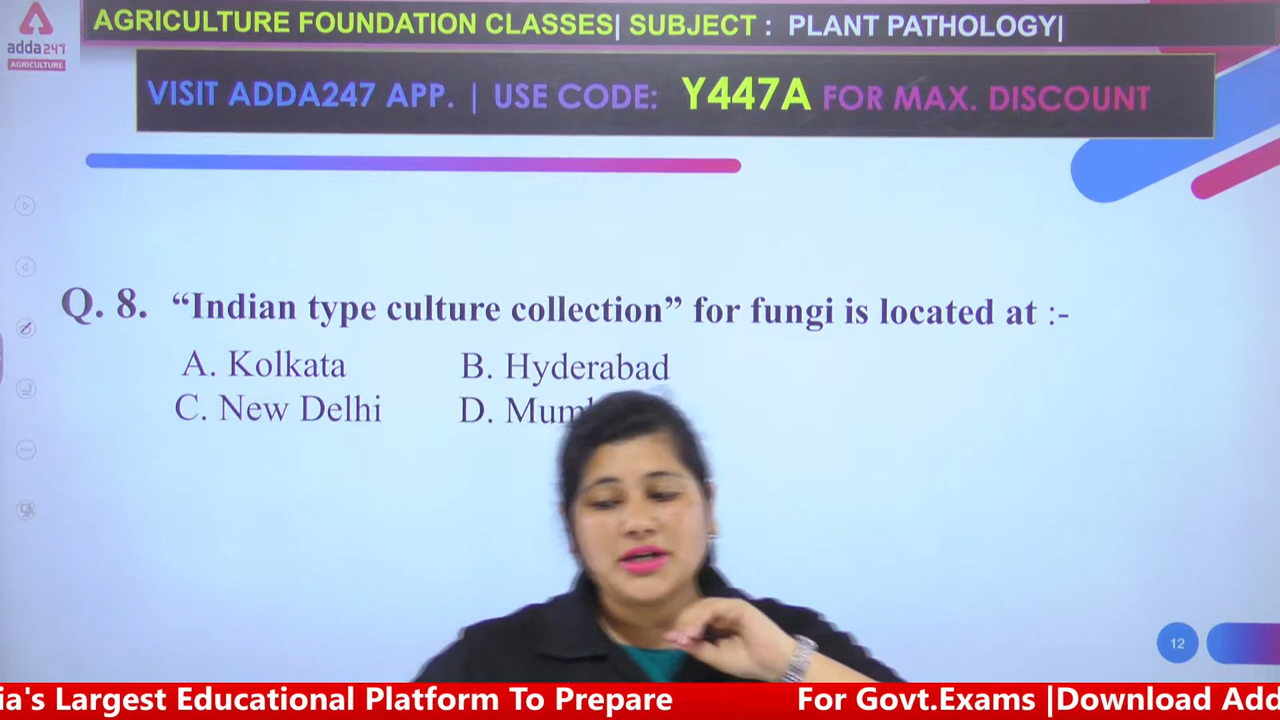 adda247
AGRICULTURE
AGRICULTURE FOUNDATION CLASSES| SUBJECT : PLANT PATHOLOGY|
VISIT ADDA247 APP. | USE CODE: Y447A FOR MAX. DISCOUNT
Q. 8. “Indian type culture collection” for fungi is located at :-
A. Kolkata B. Hyderabad
C. New Delhi D.
12
Largest Educational Platform To Prepare For Govt.Exams |Download